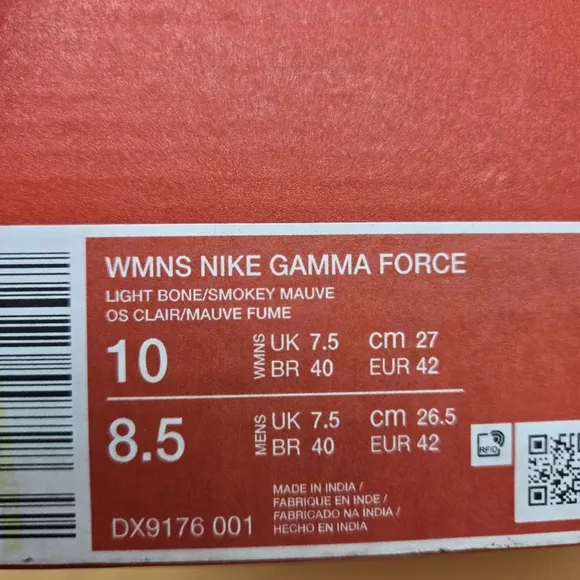 WMNS NIKE GAMMA FORCE
LIGHT BONE/SMOKEY MAUVE
OS CLAIR/MAUVE FUME
10 WMNS UK 7.5 cm 27
BR 40 EUR 42
8.5 MENS UK 7.5 cm 26.5
BR 40 EUR 42
RFID
MADE IN INDIA /
FABRIQUE EN INDE /
FABRICADO NA INDIA /
HECHO EN INDIA
DX9176 001